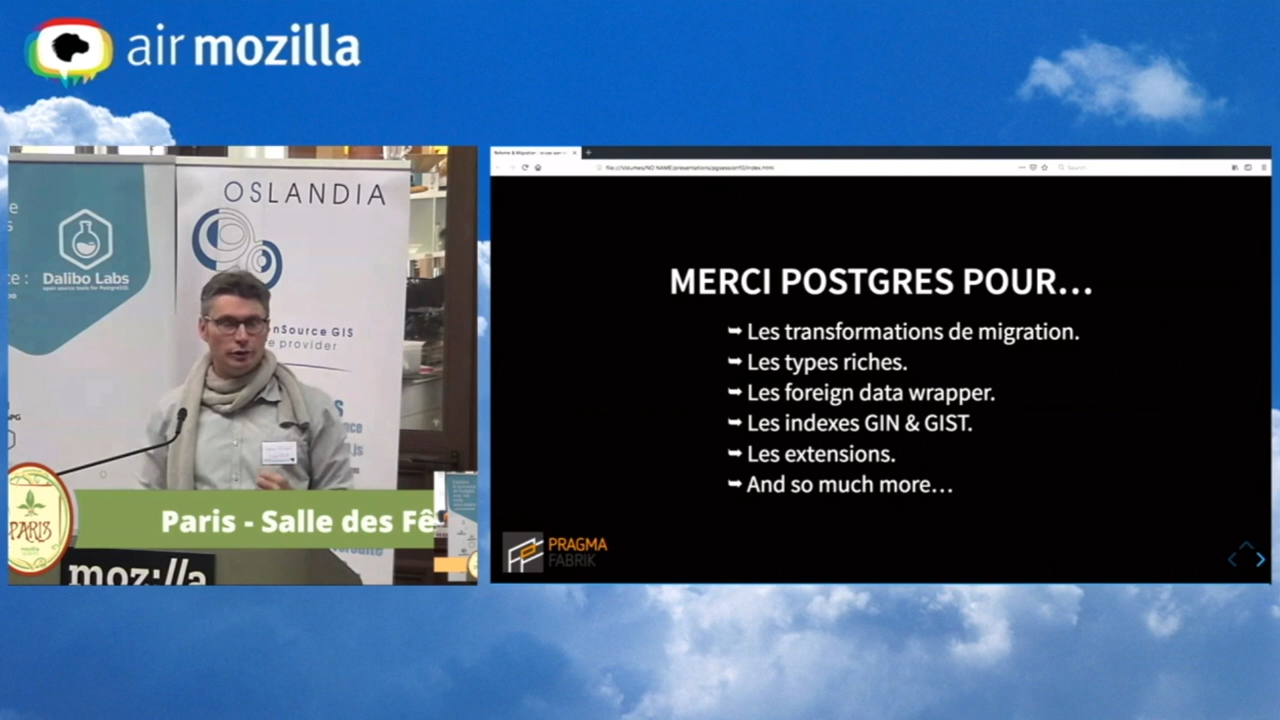 air mozilla
OSLANDIA
Dalibo Labs
open source tools for PostgreSQL
nSource GIS
e provider
Paris - Salle des Fê
PARIS
mozilla
moz://a
MERCI POSTGRES POUR...
➥ Les transformations de migration.
➥ Les types riches.
➥ Les foreign data wrapper.
➥ Les indexes GIN & GIST.
➥ Les extensions.
➥ And so much more...
PRAGMA
FABRIK